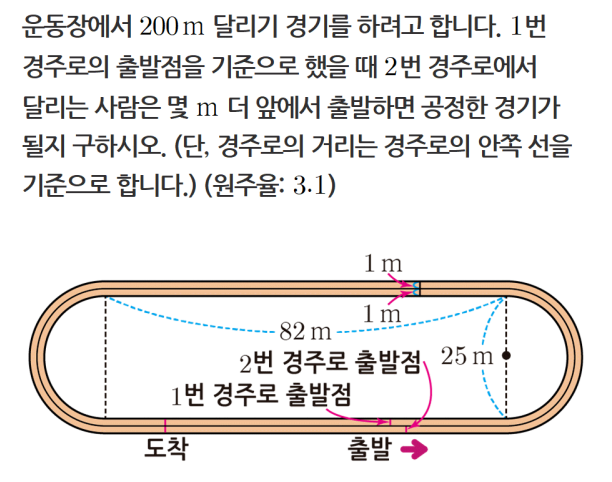 운동장에서 200 m 달리기 경기를 하려고 합니다. 1번
경주로의 출발점을 기준으로 했을 때 2번 경주로에서
달리는 사람은 몇 m 더 앞에서 출발하면 공정한 경기가
될지 구하시오. (단, 경주로의 거리는 경주로의 안쪽 선을
기준으로 합니다.) (원주율: 3.1)
1 m
1 m
82 m
2번 경주로 출발점
25 m
1번 경주로 출발점
도착
출발